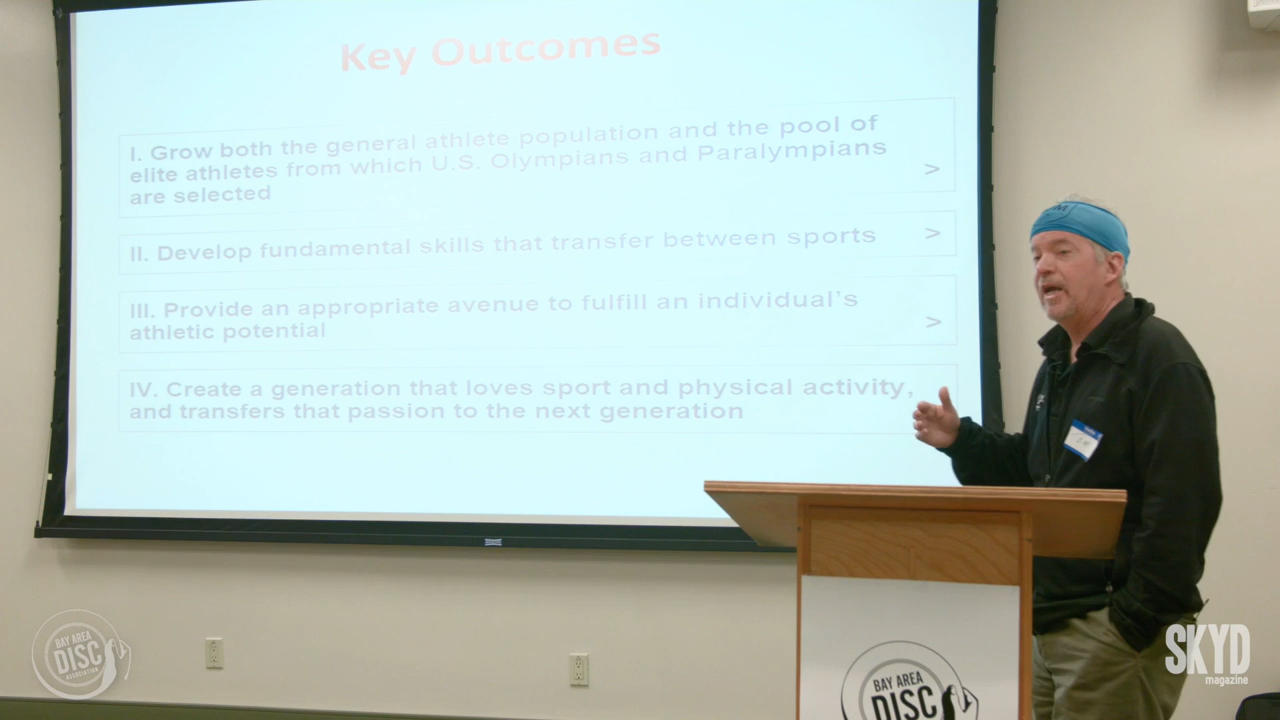 Key Outcomes
I. Grow both the general athlete population and the pool of
elite athletes from which U.S. Olympians and Paralympians
are selected
>
II. Develop fundamental skills that transfer between sports
>
III. Provide an appropriate avenue to fulfill an individual's
athletic potential
>
IV. Create a generation that loves sport and physical activity,
and transfers that passion to the next generation
BAY AREA
DISC
ASSOCIATION
BAY AREA
DISC
SKYD
magazine